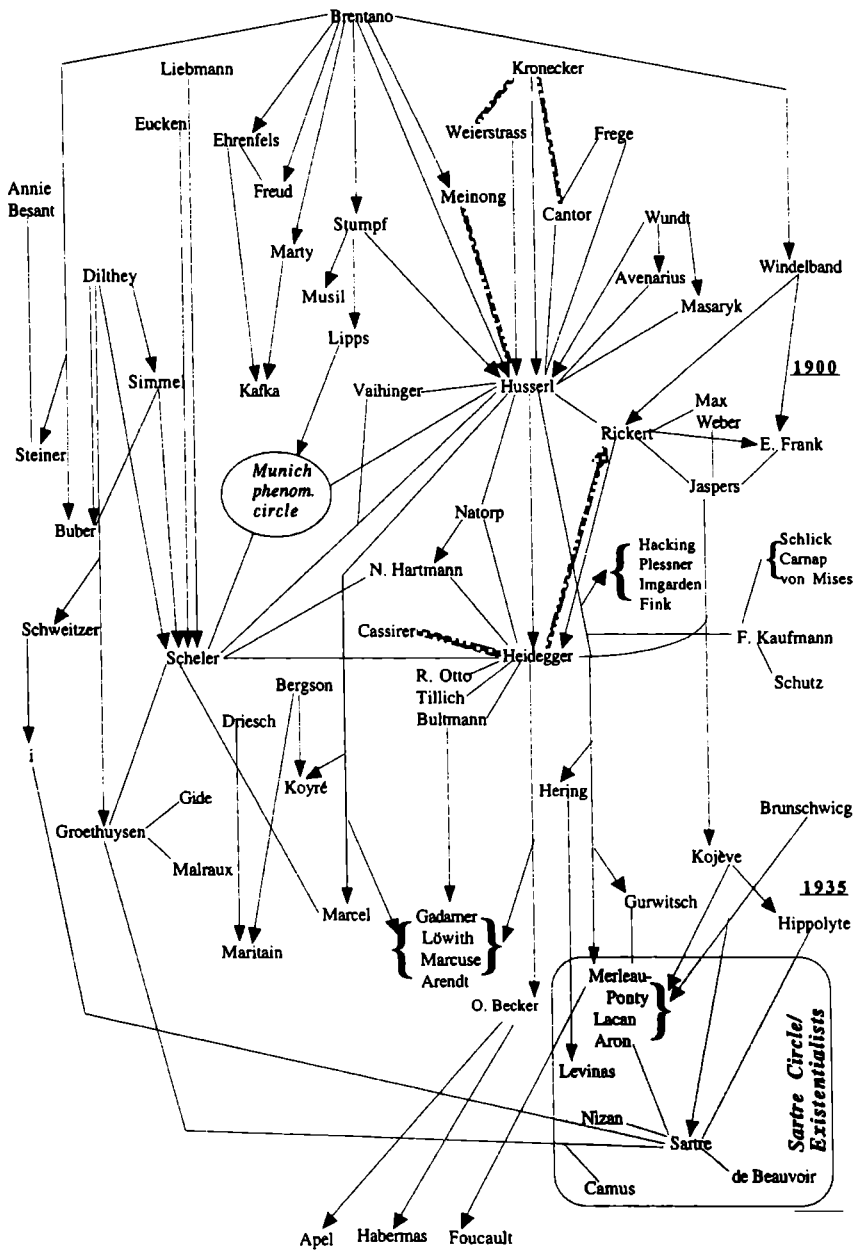 Brentano
Liebmann
Kronecker
Eucken
Ehrenfels
Weierstrass
Frege
Annie
Besant
Freud
Meinong
Cantor
Stumpf
Wundt
Marty
Dilthey
Musil
Avenarius
Windelband
Masaryk
Lipps
1900
Simmel
Kafka
Vaihinger
Husserl
Max
Weber
Rickert
E. Frank
Steiner
Munich
phenom.
circle
Jaspers
Natorp
Buber
Hacking
Plessner
Imgarden
Fink
Schlick
Carnap
von Mises
N. Hartmann
Schweitzer
Cassirer
F. Kaufmann
Scheler
Heidegger
R. Otto
Tillich
Bultmann
Schutz
Bergson
Driesch
i
Koyré
Hering
Gide
Brunschwicg
Groethuysen
Kojève
Malraux
1935
Marcel
Gurwitsch
Hippolyte
Maritain
Gadamer
Löwith
Marcuse
Arendt
Merleau-
Ponty
Lacan
Aron
O. Becker
Levinas
Sartre Circle/
Existentialists
Nizan
Sartre
de Beauvoir
Camus
Apel
Habermas
Foucault